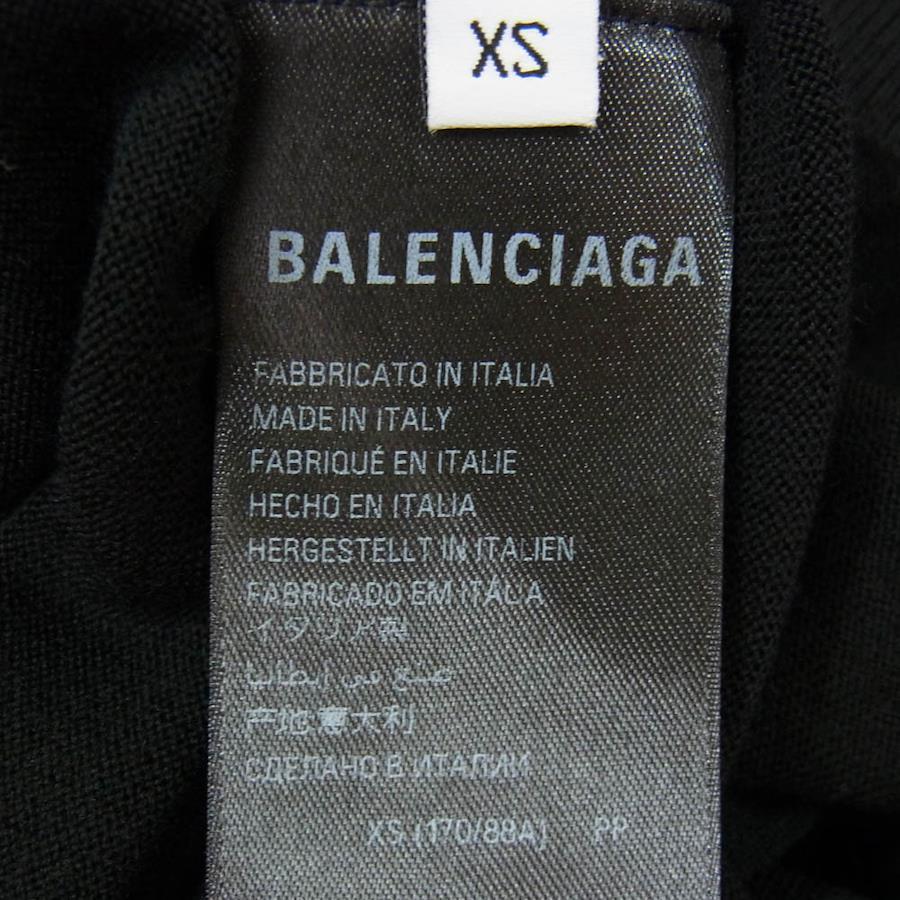 XS
BALENCIAGA
FABBRICATO IN ITALIA
MADE IN ITALY
FABRIQUÉ EN ITALIE
HECHO EN ITALIA
HERGESTELLT IN ITALIEN
FABRICADO EM ITÁLIA
イタリア製
صنع في إيطاليا
产地意大利
СДЕЛАНО В ИТАЛИИ
XS (170/88A) PP